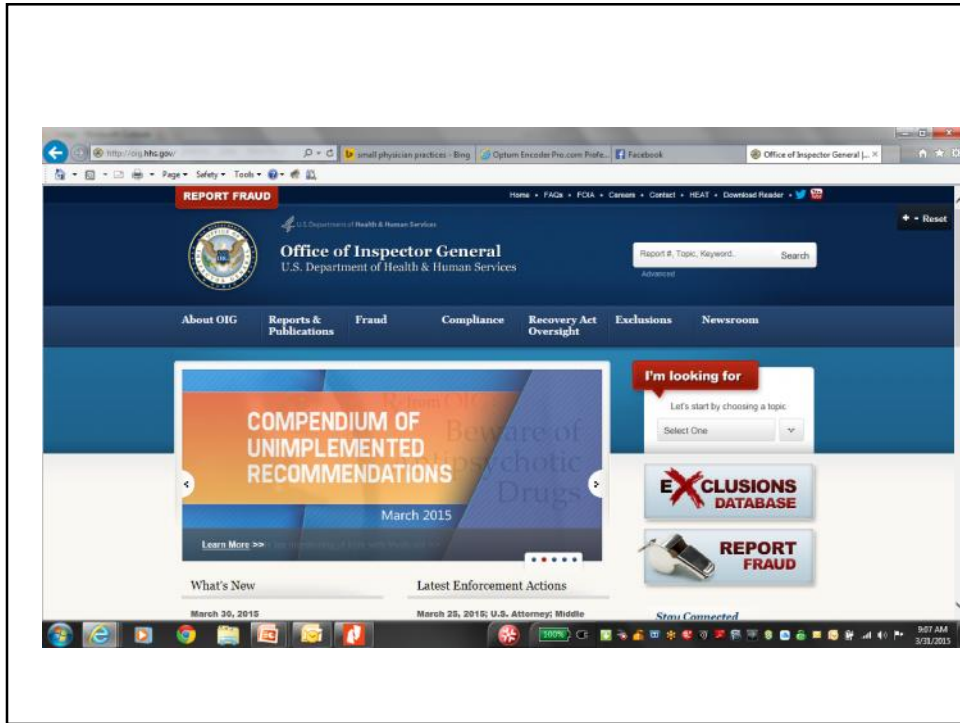 http://oig.hhs.gov/
small physician practices - Bing
Optum Encoder Pro.com Profe...
Facebook
Office of Inspector General |...
Page
Safety
Tools
REPORT FRAUD
Home • FAQs • FOIA • Careers • Contact • HEAT • Download Reader •
+ - Reset
U.S. Department of Health & Human Services
Office of Inspector General
U.S. Department of Health & Human Services
Report #, Topic, Keyword..
Search
Advanced
About OIG
Reports & Publications
Fraud
Compliance
Recovery Act Oversight
Exclusions
Newsroom
I'm looking for
Let's start by choosing a topic
Select One
COMPENDIUM OF
UNIMPLEMENTED
RECOMMENDATIONS
March 2015
Beware of
Drugs
Learn More >>
EXCLUSIONS
DATABASE
REPORT
FRAUD
What's New
Latest Enforcement Actions
March 30, 2015
March 25, 2015; U.S. Attorney; Middle
Stay Connected
100%
9:07 AM
3/31/2015